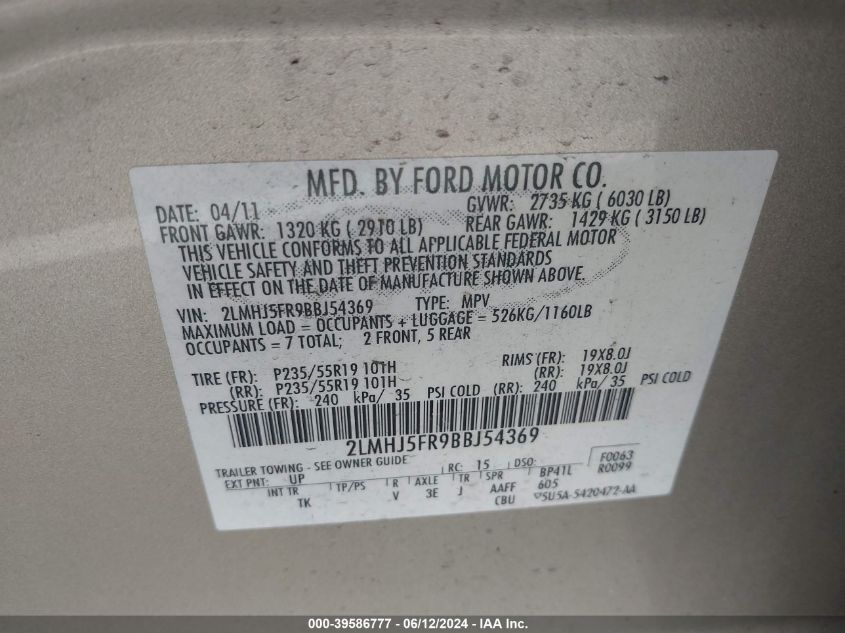 MFD. BY FORD MOTOR CO.
DATE: 04/11 GVWR: 2735 KG ( 6030 LB)
FRONT GAWR: 1320 KG ( 2910 LB) REAR GAWR: 1429 KG ( 3150 LB)
THIS VEHICLE CONFORMS TO ALL APPLICABLE FEDERAL MOTOR
VEHICLE SAFETY AND THEFT PREVENTION STANDARDS
IN EFFECT ON THE DATE OF MANUFACTURE SHOWN ABOVE.
VIN: 2LMHJ5FR9BBJ54369 TYPE: MPV
MAXIMUM LOAD = OCCUPANTS + LUGGAGE = 526KG/1160LB
OCCUPANTS = 7 TOTAL; 2 FRONT, 5 REAR
TIRE (FR): P235/55R19 101H RIMS (FR): 19X8.0J
(RR): P235/55R19 101H (RR): 19X8.0J
PRESSURE (FR): 240 kPa/ 35 PSI COLD (RR): 240 kPa/ 35 PSI COLD
2LMHJ5FR9BBJ54369
TRAILER TOWING - SEE OWNER GUIDE RC: 15 DSO: F0063
EXT PNT: UP BP41L R0099
INT TR TP/PS R AXLE TR SPR 605
TK V 3E J AAFF
CBU 5U5A-5420472-AA
000-39586777 - 06/12/2024 - IAA Inc.